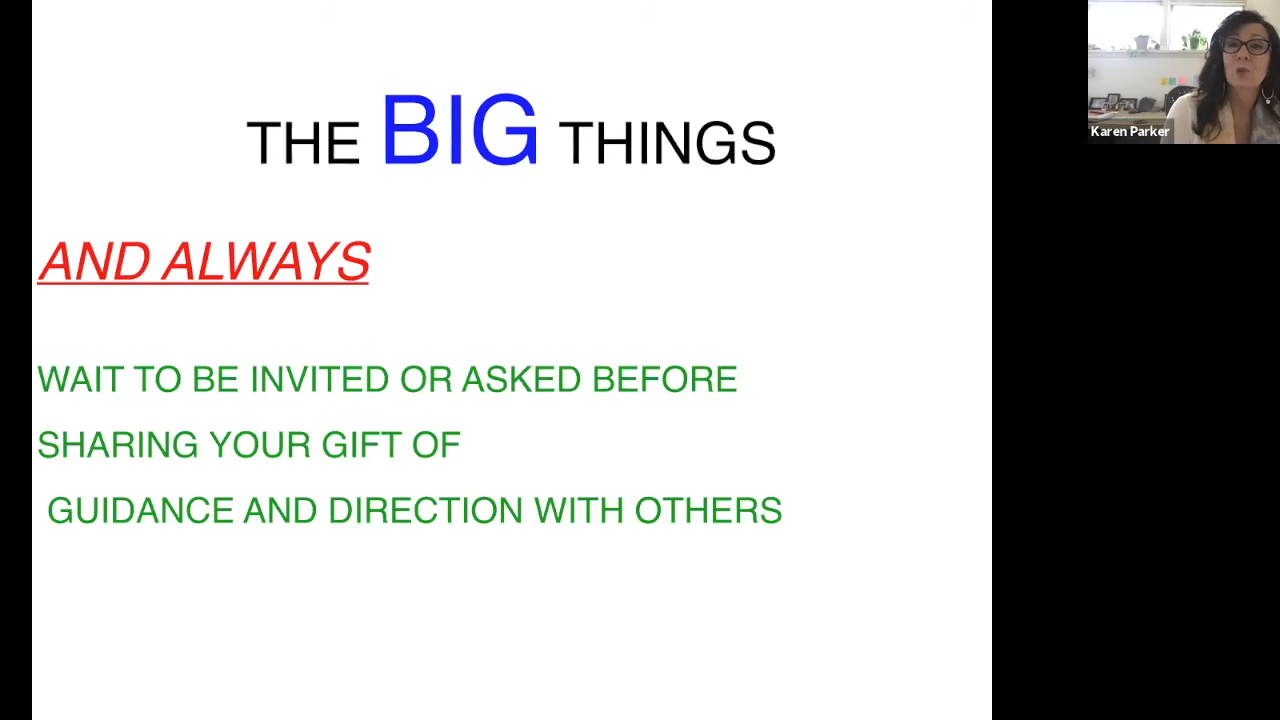 THE BIG THINGS
AND ALWAYS
WAIT TO BE INVITED OR ASKED BEFORE
SHARING YOUR GIFT OF
GUIDANCE AND DIRECTION WITH OTHERS
Karen Parker